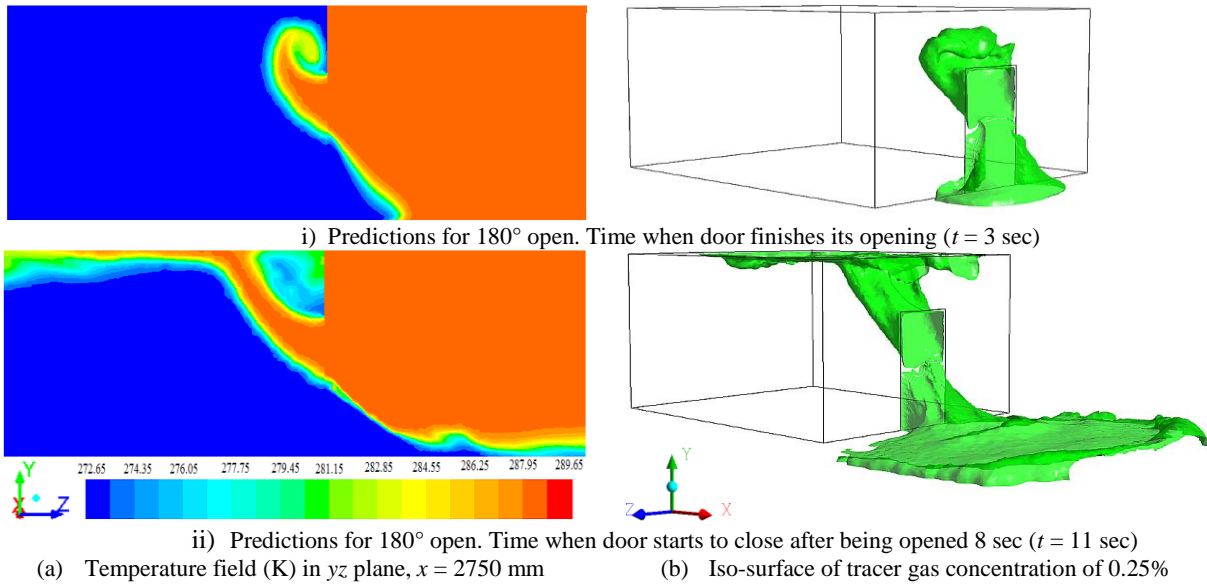 i) Predictions for 180° open. Time when door finishes its opening (t = 3 sec)
272.65 274.35 276.05 277.75 279.45 281.15 282.85 284.55 286.25 287.95 289.65
Y
X Z
Y
Z X
ii) Predictions for 180° open. Time when door starts to close after being opened 8 sec (t = 11 sec)
(a) Temperature field (K) in yz plane, x = 2750 mm
(b) Iso-surface of tracer gas concentration of 0.25%